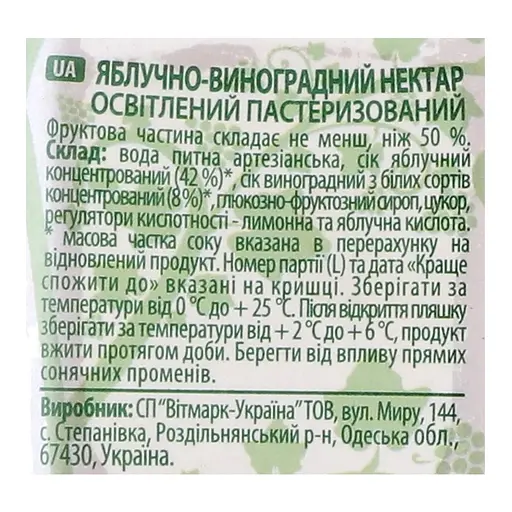 UA ЯБЛУЧНО-ВИНОГРАДНИЙ НЕКТАР
ОСВІТЛЕНИЙ ПАСТЕРИЗОВАНИЙ
Фруктова частина складає не менш, ніж 50 %.
Склад: вода питна артезіанська, сік яблучний
концентрований (42 %)*, сік виноградний з білих сортів
концентрований (8%)*, глюкозно-фруктозний сироп, цукор,
регулятори кислотності - лимонна та яблучна кислота.
* масова частка соку вказана в перерахунку на
відновлений продукт. Номер партії (L) та дата «Краще
спожити до» вказані на кришці. Зберігати за
температури від 0 °С до + 25 °С. Після відкриття пляшку
зберігати за температури від + 2 °С до + 6 °С, продукт
вжити протягом доби. Берегти від впливу прямих
сонячних променів.
Виробник: СП "Вітмарк-Україна" ТОВ, вул. Миру, 144,
с. Степанівка, Роздільнянський р-н, Одеська обл.,
67430, Україна.